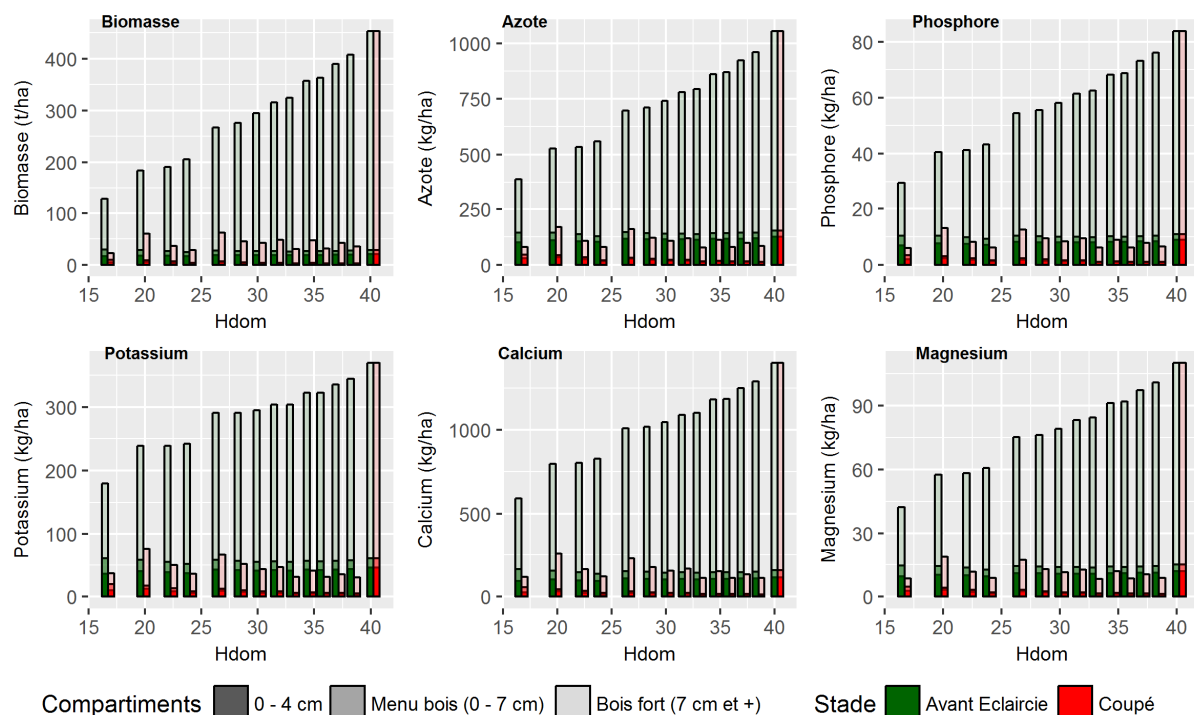 Biomasse
Biomasse (t/ha)
400
300
200
100
0
15 20 25 30 35 40
Hdom
Azote
Azote (kg/ha)
1000
750
500
250
0
15 20 25 30 35 40
Hdom
Phosphore
Phosphore (kg/ha)
80
60
40
20
0
15 20 25 30 35 40
Hdom
Potassium
Potassium (kg/ha)
300
200
100
0
15 20 25 30 35 40
Hdom
Calcium
Calcium (kg/ha)
1000
500
0
15 20 25 30 35 40
Hdom
Magnesium
Magnesium (kg/ha)
90
60
30
0
15 20 25 30 35 40
Hdom
Compartiments 0 - 4 cm Menu bois (0 - 7 cm) Bois fort (7 cm et +) Stade Avant Eclaircie Coupé